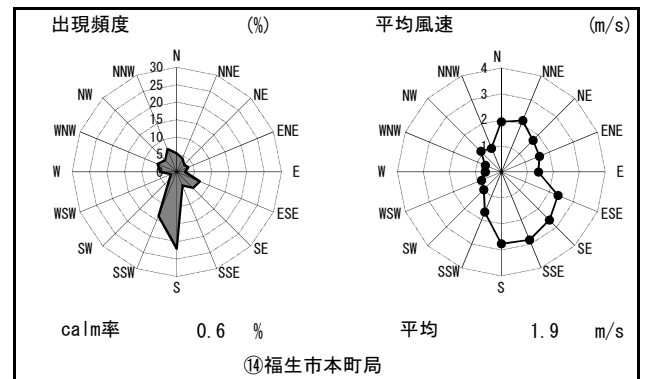 出現頻度 (%) 平均風速 (m/s)
N N
NNW 30 NNE NNW 4 NNE
NW 25 NE NW 3 NE
20
15
WNW 10 ENE WNW 2 ENE
5 1
W 0 E W E
WSW ESE WSW ESE
SW SE SW SE
SSW SSE SSW SSE
S S
calm率 0.6 % 平均 1.9 m/s
⑭福生市本町局